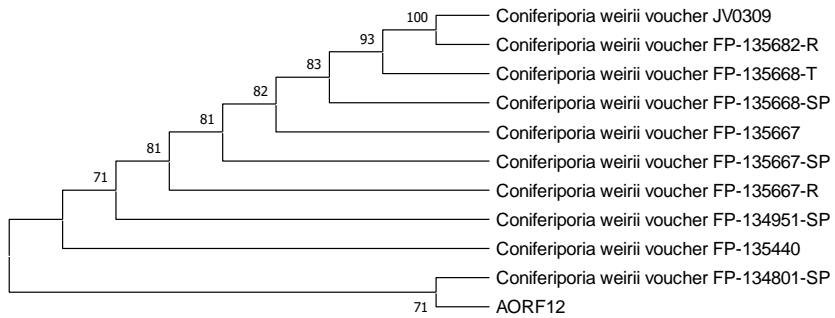 100 Coniferiporia weirii voucher JV0309
93 Coniferiporia weirii voucher FP-135682-R
83 Coniferiporia weirii voucher FP-135668-T
82 Coniferiporia weirii voucher FP-135668-SP
81 Coniferiporia weirii voucher FP-135667
81 Coniferiporia weirii voucher FP-135667-SP
71 Coniferiporia weirii voucher FP-135667-R
Coniferiporia weirii voucher FP-134951-SP
Coniferiporia weirii voucher FP-135440
Coniferiporia weirii voucher FP-134801-SP
71 AORF12